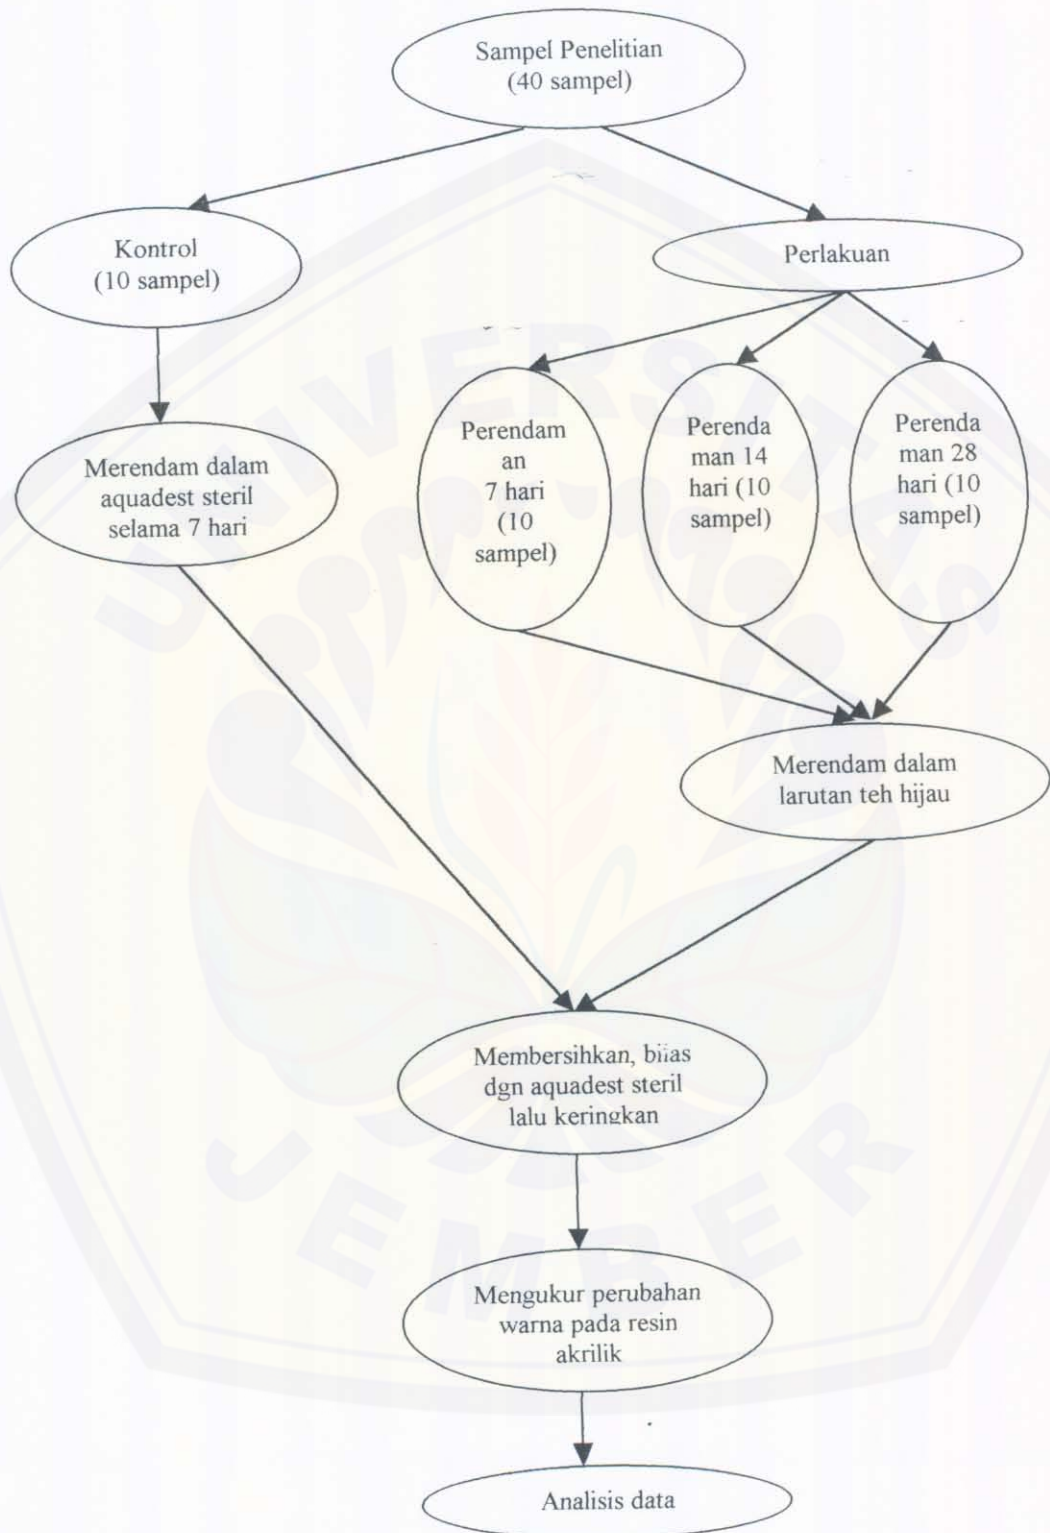 Sampel Penelitian
(40 sampel)
Kontrol
(10 sampel)
Perlakuan
Merendam dalam
aquadest steril
selama 7 hari
Perendam
an
7 hari
(10
sampel)
Perenda
man 14
hari (10
sampel)
Perenda
man 28
hari (10
sampel)
Merendam dalam
larutan teh hijau
Membersihkan, bilas
dgn aquadest steril
lalu keringkan
Mengukur perubahan
warna pada resin
akrilik
Analisis data
UNIVERSITAS
JEMBER